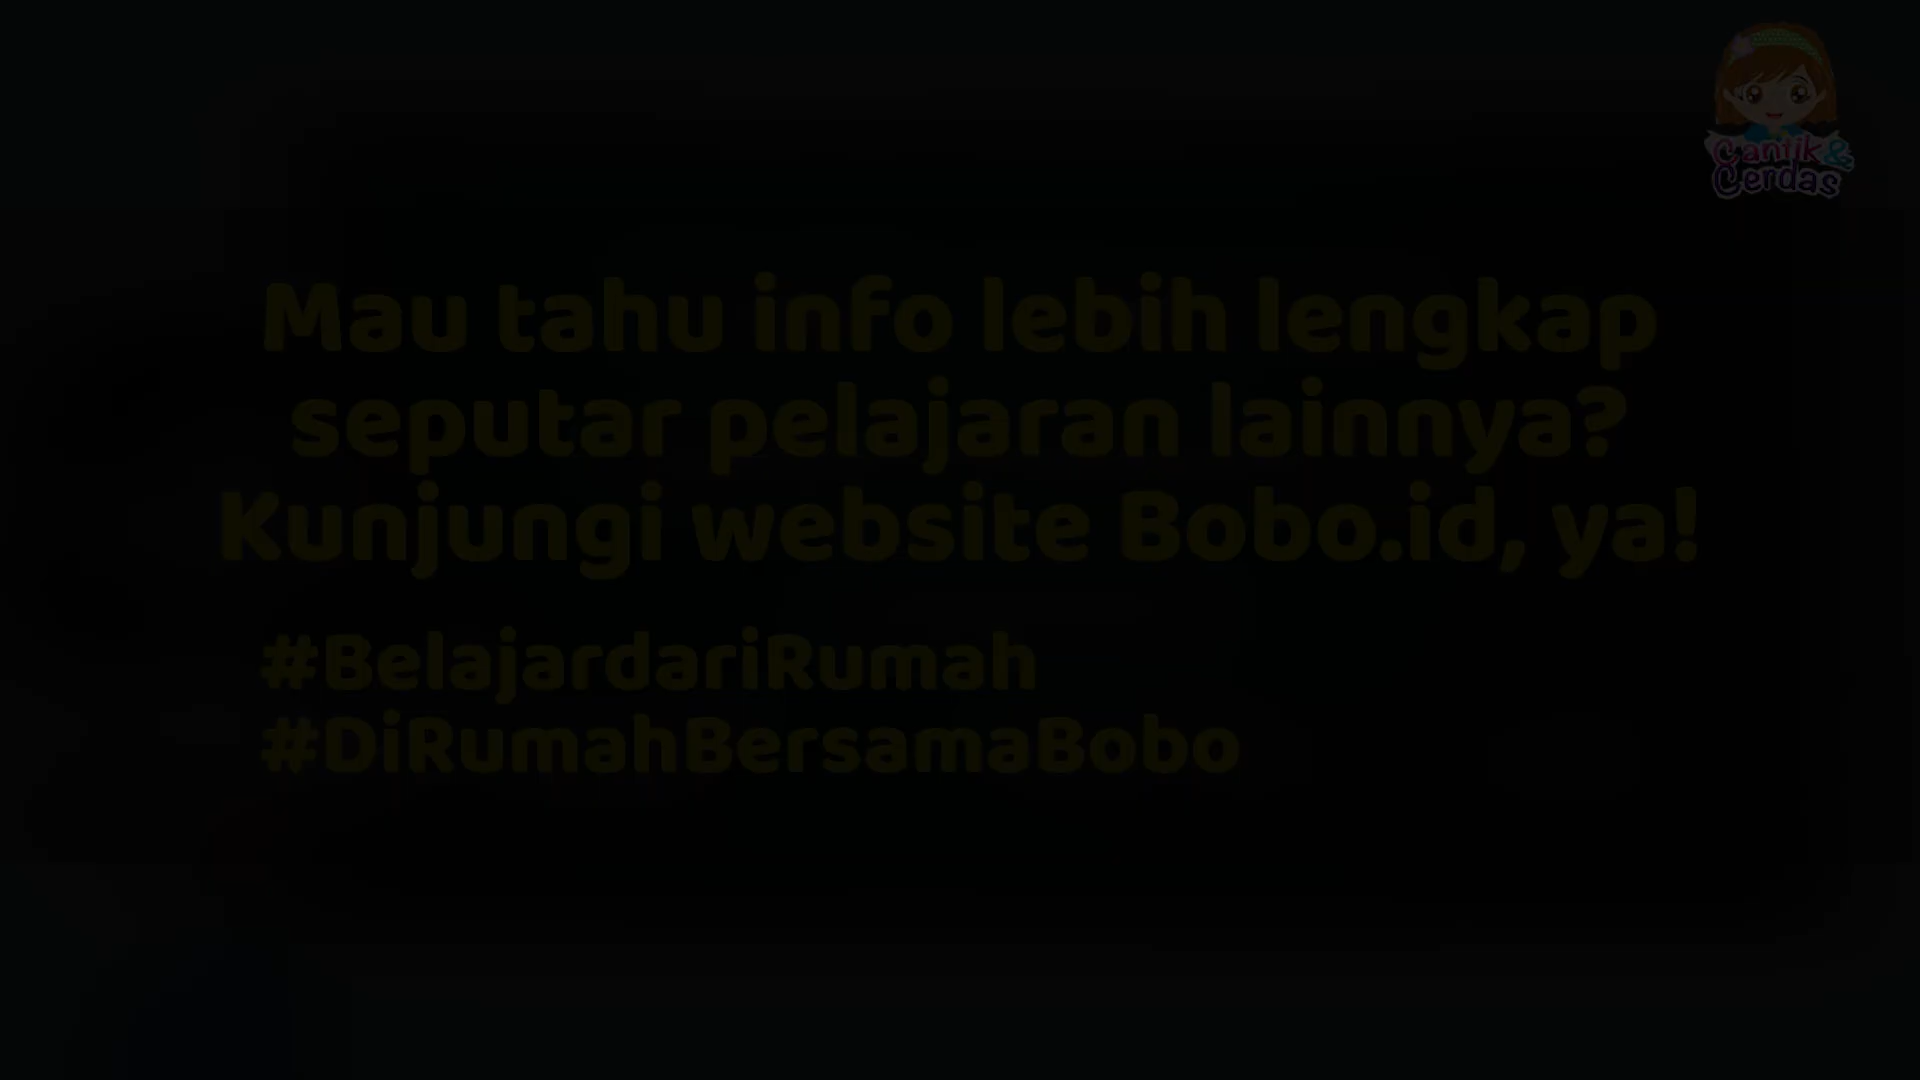 Cantik&
Cerdas
Mau tahu info lebih lengkap
seputar pelajaran lainnya?
Kunjungi website Bobo.id, ya!
#BelajardariRumah
#DiRumahBersamaBobo